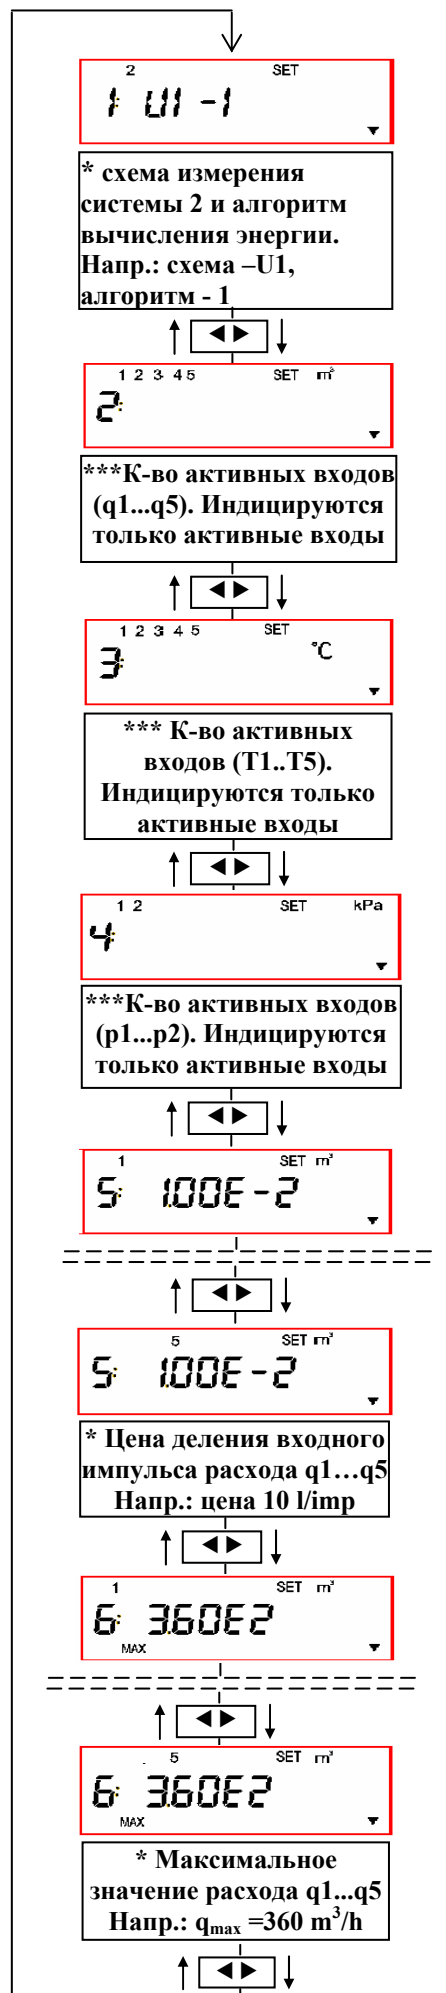 2 SET
1: U1 -1
* схема измерения
системы 2 и алгоритм
вычисления энергии.
Напр.: схема –U1,
алгоритм - 1
1 2 3 4 5 SET m³
2:
***К-во активных входов
(q1...q5). Индицируются
только активные входы
1 2 3 4 5 SET
3: °C
*** К-во активных
входов (T1..T5).
Индицируются только
активные входы
1 2 SET kPa
4:
***К-во активных входов
(p1...p2). Индицируются
только активные входы
1 SET m³
5: 1.00E-2
5 SET m³
5: 1.00E-2
* Цена деления входного
импульса расхода q1…q5
Напр.: цена 10 l/imp
1 SET m³
6: 3.60E2
MAX
5 SET m³
6: 3.60E2
MAX
* Максимальное
значение расхода q1...q5
Напр.: qmax =360 m³/h